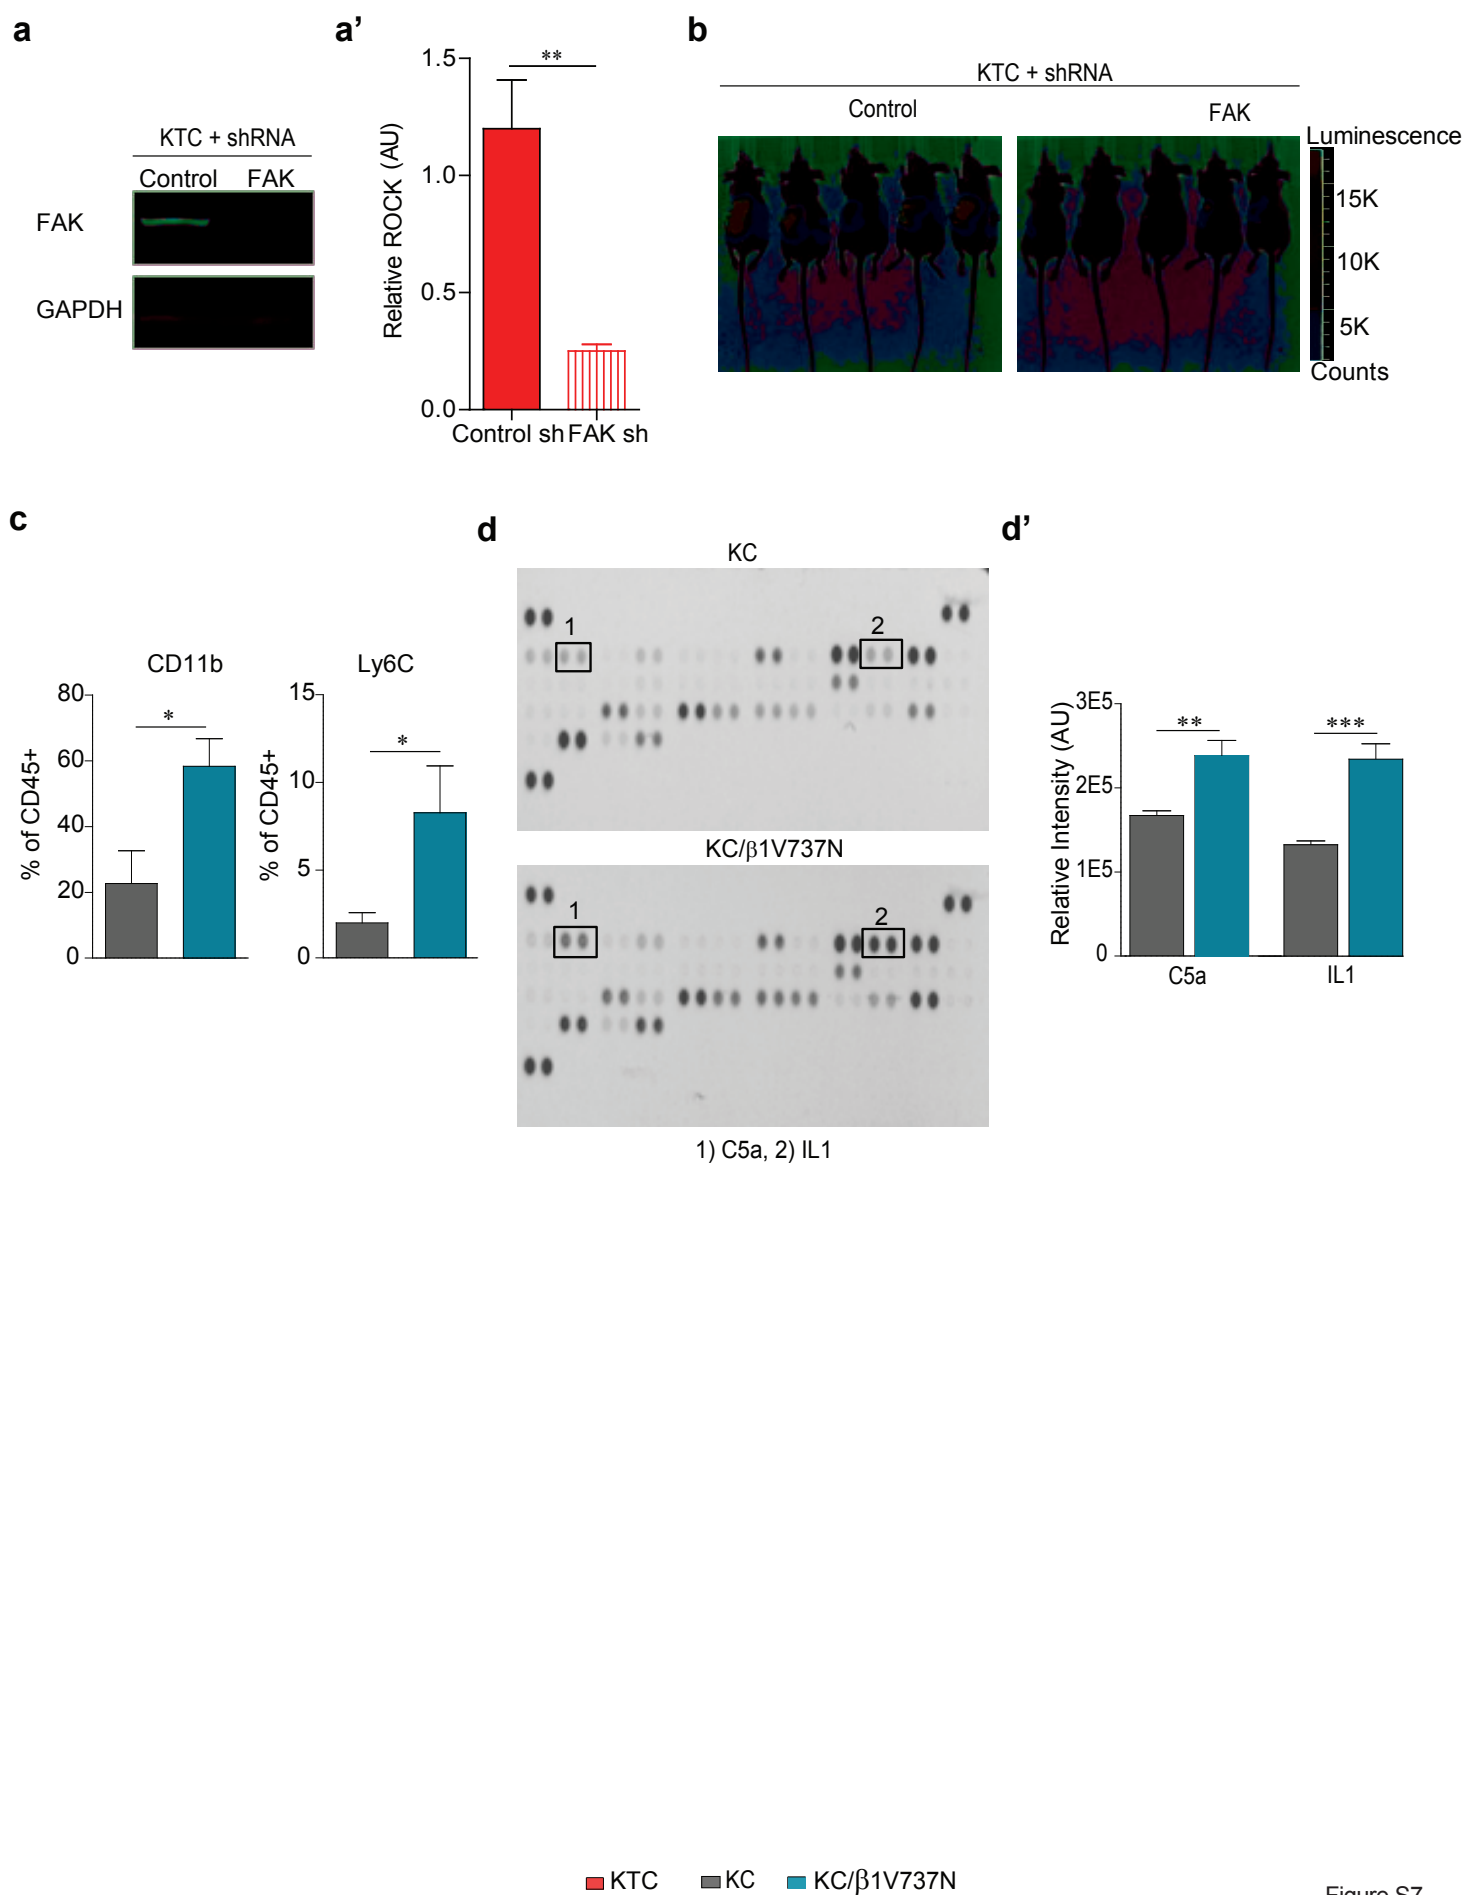 a
a’
b
KTC + shRNA
Control FAK
FAK
GAPDH
Relative ROCK (AU)
1.5
1.0
0.5
0.0
**
Control sh FAK sh
KTC + shRNA
Control FAK
Luminescence
15K
10K
5K
Counts
c
CD11b
% of CD45+
80
60
40
20
0
*
Ly6C
% of CD45+
15
10
5
0
*
d
KC
1 2
KC/β1V737N
1 2
1) C5a, 2) IL1
d’
Relative Intensity (AU)
3E5
2E5
1E5
0
** ***
C5a IL1
KTC KC KC/β1V737N
Figure S7